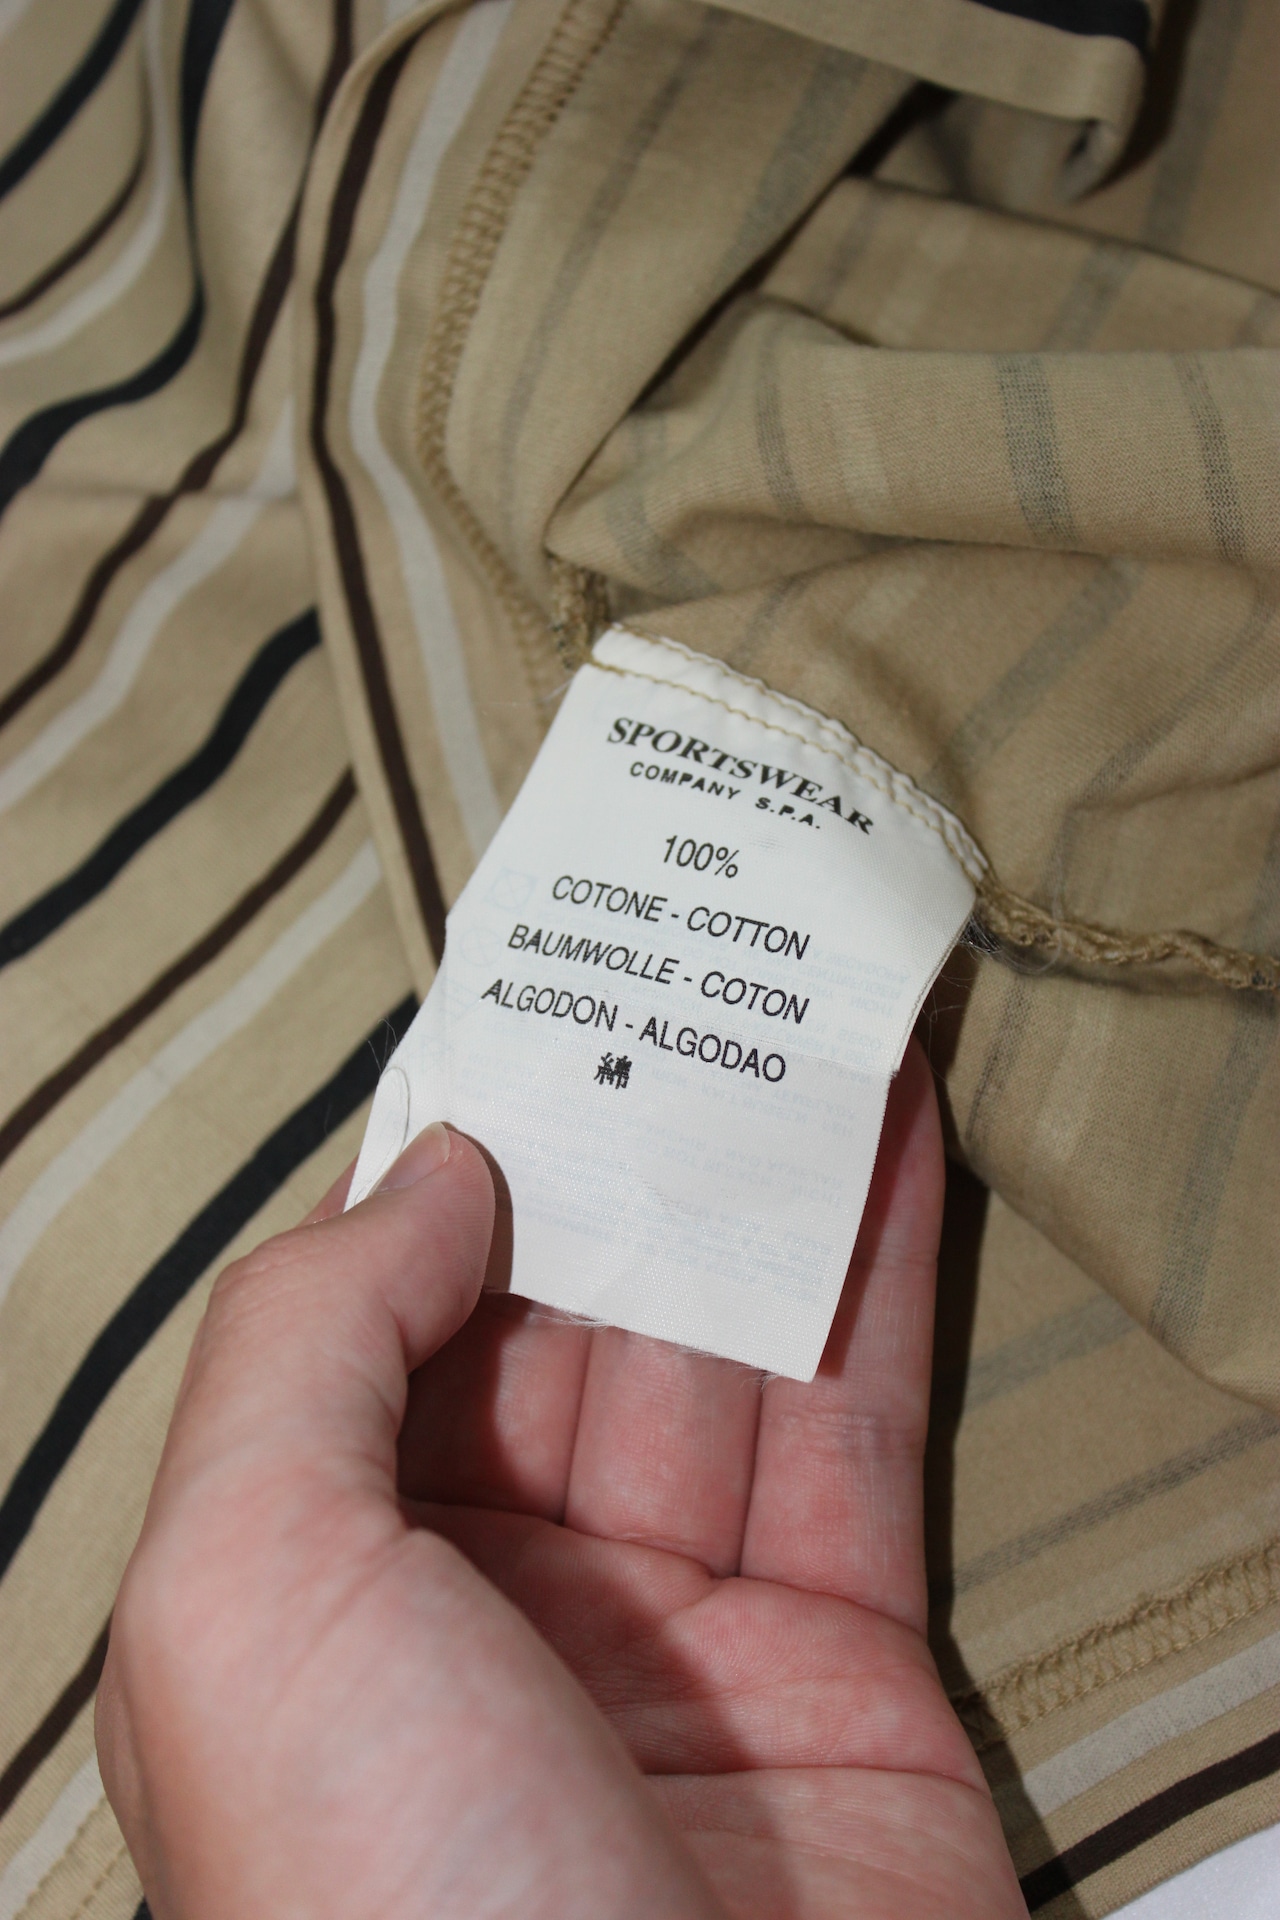 SPORTSWEAR
COMPANY S.P.A.
100%
COTONE - COTTON
BAUMWOLLE - COTON
ALGODON - ALGODAO
綿